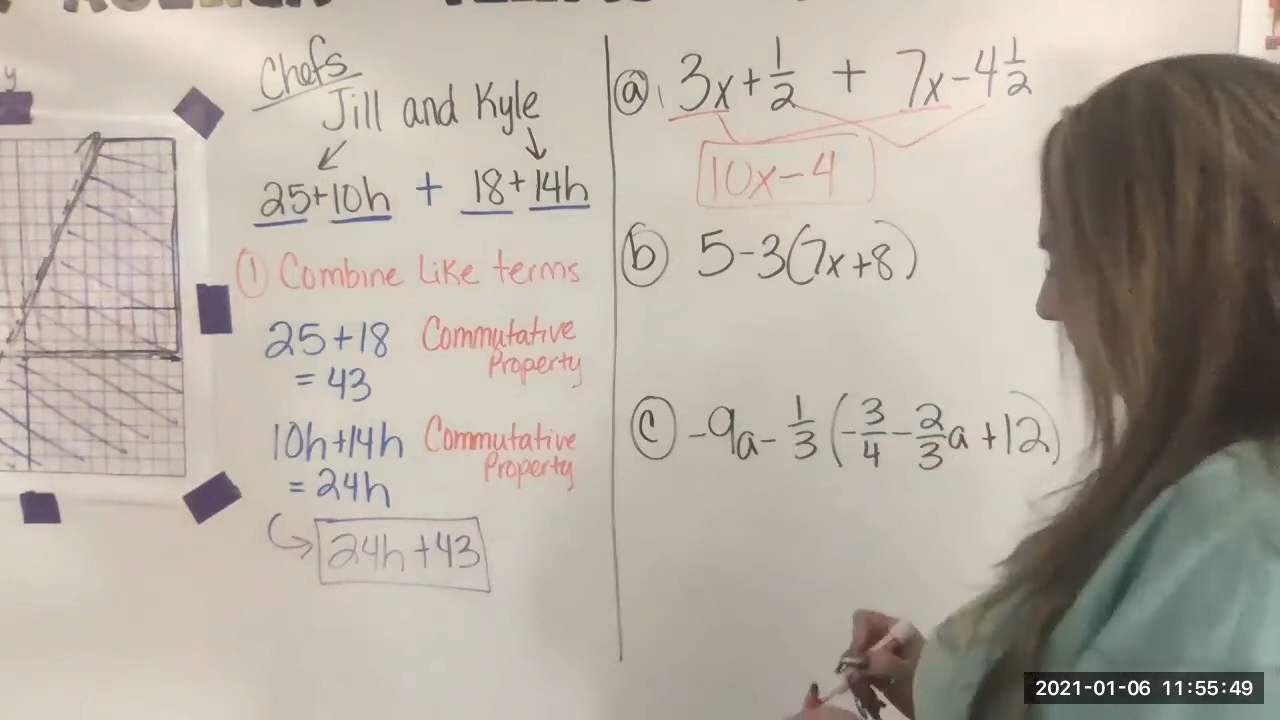 y
Chefs
Jill and Kyle
25+10h + 18+14h
① Combine Like terms
25+18 Commutative
= 43 Property
10h+14h Commutative
= 24h Property
24h+43
ⓐ 3x+1/2 + 7x-4 1/2
10x-4
ⓑ 5-3(7x+8)
ⓒ -9a-1/3(-3/4-2/3a+12)
2021-01-06 11:55:49